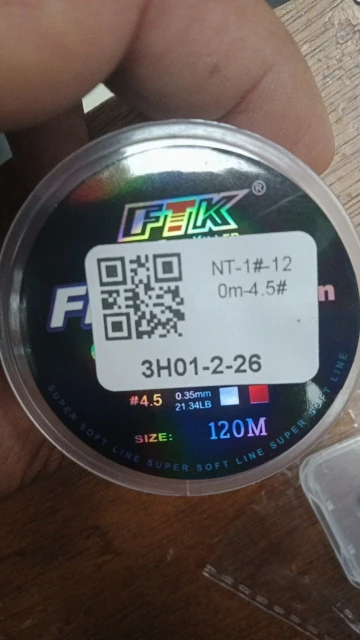 FTK®
NT-1#-12
0m-4.5#
3H01-2-26
#4.5
0.35mm
21.34LB
SIZE: 120M
SUPER SOFT LINE SUPER SOFT LINE SUPER SOFT LINE